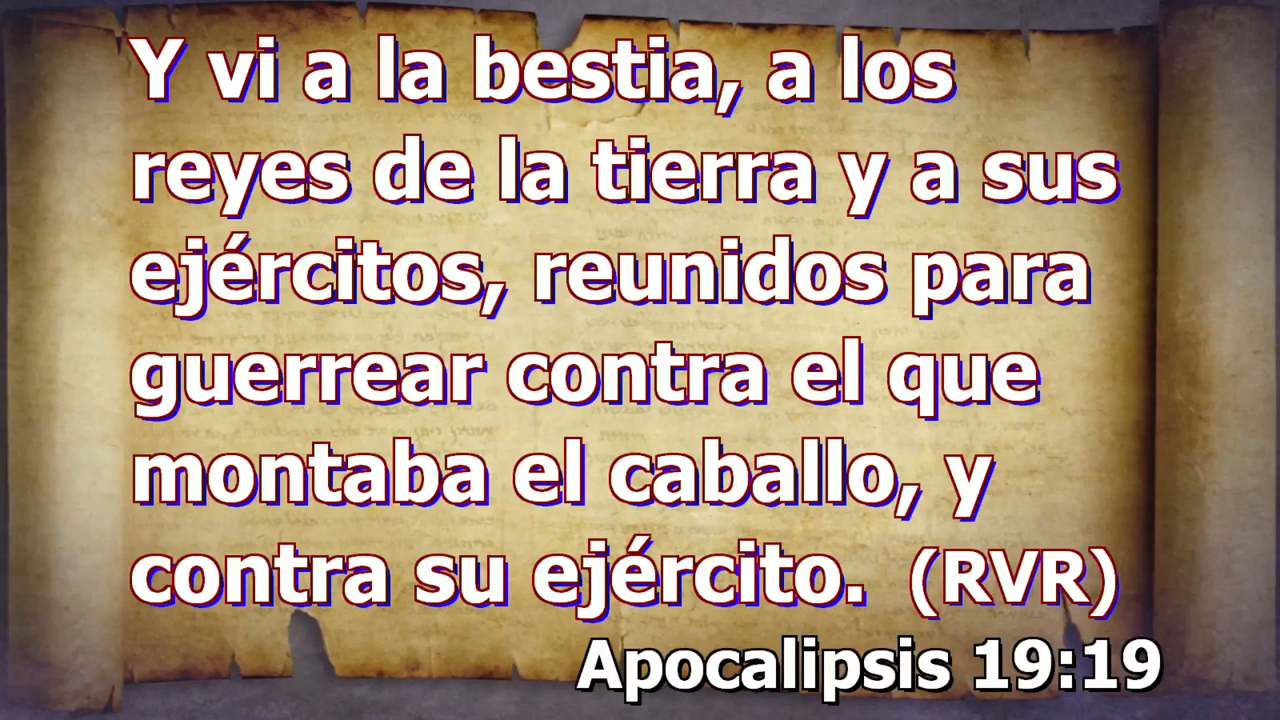 Y vi a la bestia, a los
reyes de la tierra y a sus
ejércitos, reunidos para
guerrear contra el que
montaba el caballo, y
contra su ejército. (RVR)
Apocalipsis 19:19